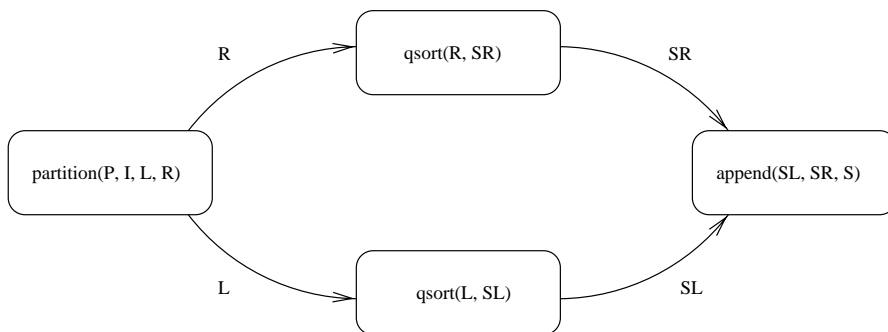 R
qsort(R, SR)
SR
partition(P, I, L, R)
append(SL, SR, S)
L
qsort(L, SL)
SL